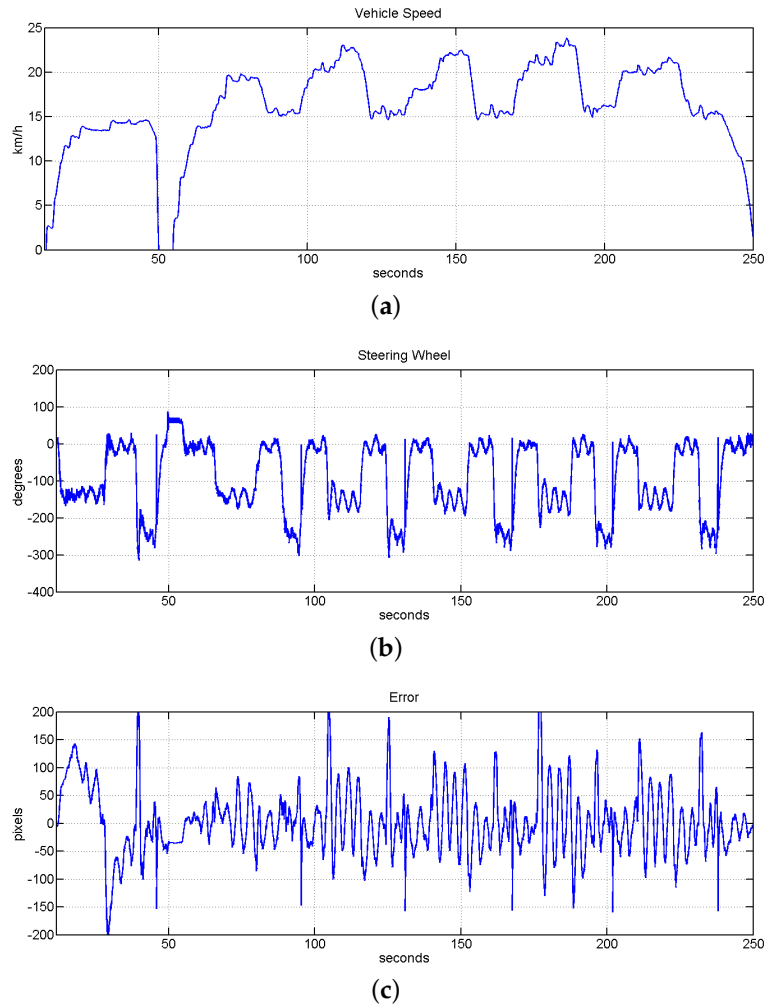 Vehicle Speed
25
20
15
10
5
0
km/h
50 100 150 200 250
seconds
(a)
Steering Wheel
200
100
0
-100
-200
-300
-400
degrees
50 100 150 200 250
seconds
(b)
Error
200
150
100
50
0
-50
-100
-150
-200
pixels
50 100 150 200 250
seconds
(c)